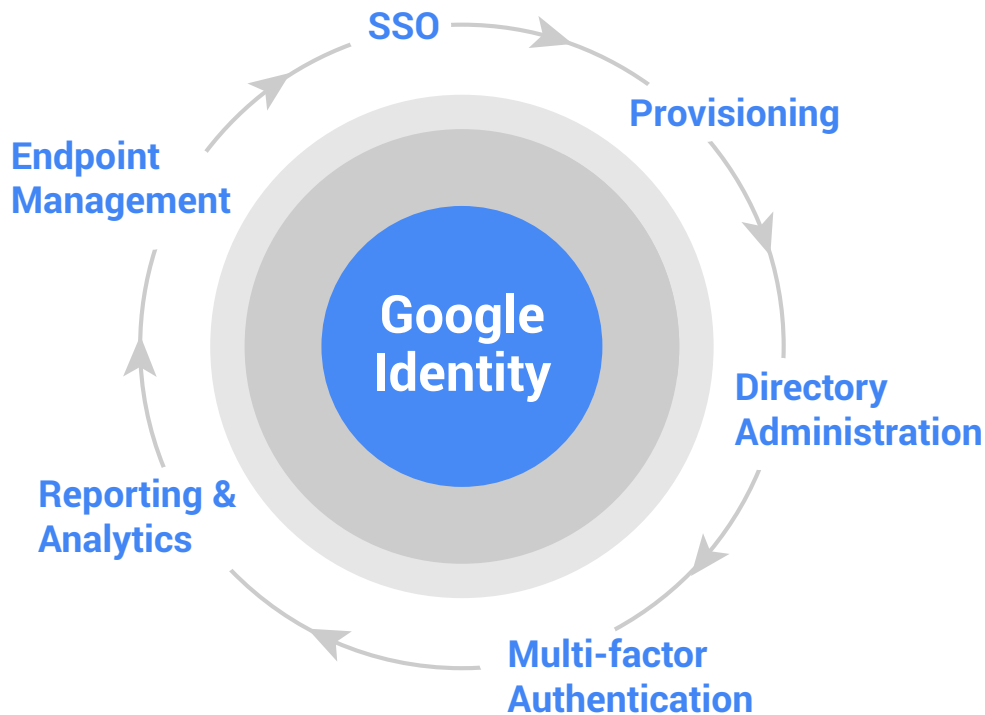 SSO
Provisioning
Endpoint
Management
Google
Identity
Directory
Administration
Reporting &
Analytics
Multi-factor
Authentication